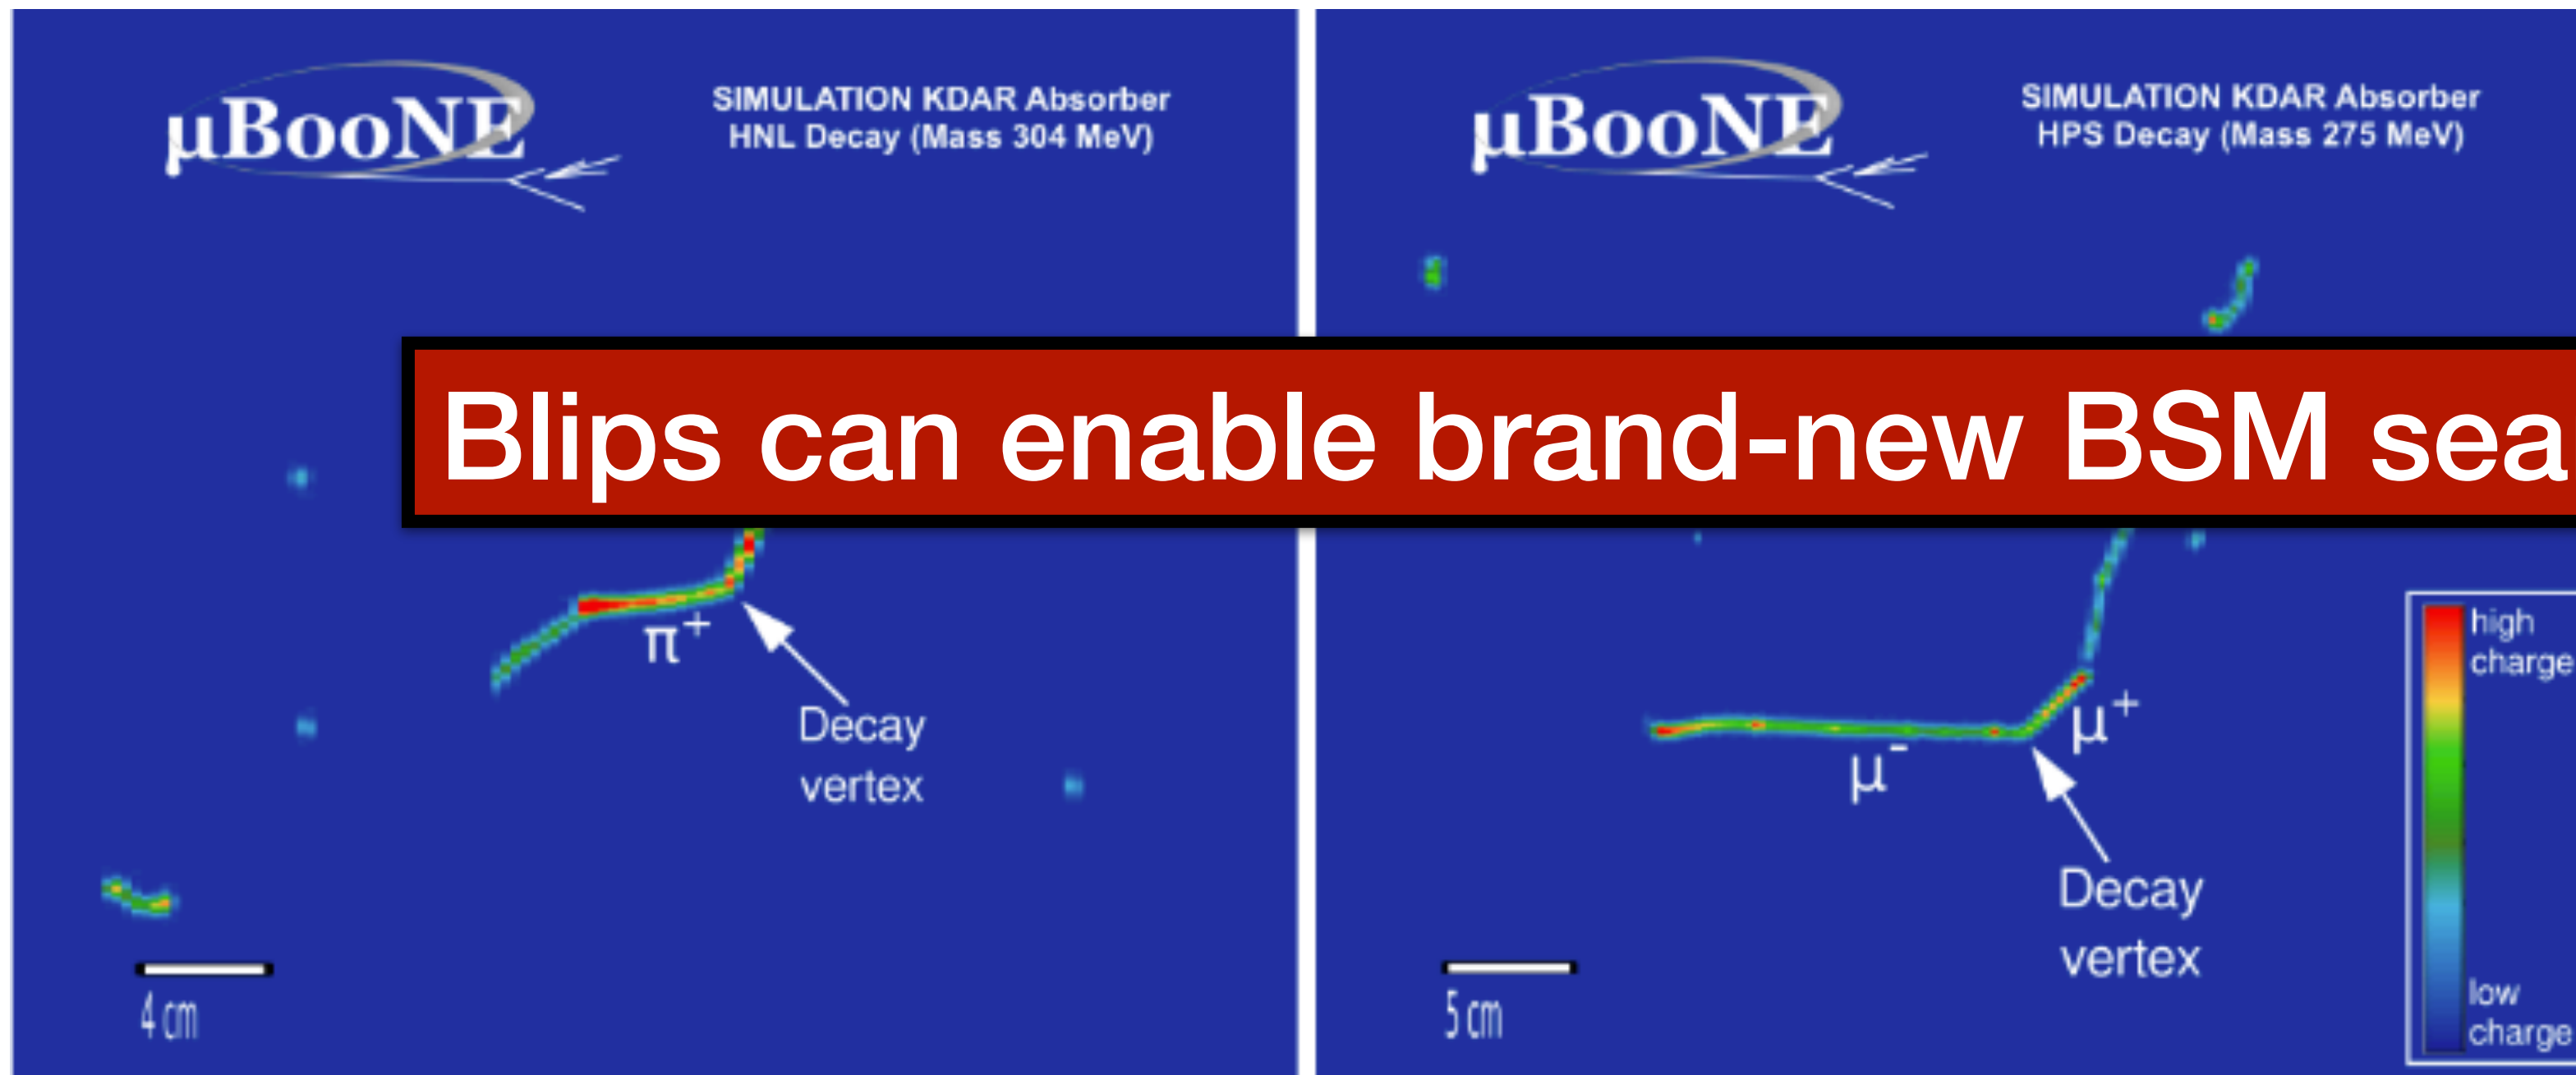 µBooNE
SIMULATION KDAR Absorber
HNL Decay (Mass 304 MeV)
µBooNE
SIMULATION KDAR Absorber
HPS Decay (Mass 275 MeV)
Blips can enable brand-new BSM sea
π+
Decay
vertex
4 cm
µ-
µ+
Decay
vertex
5 cm
high
charge
low
charge